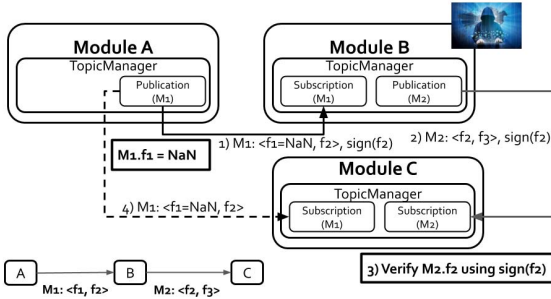 Module A
TopicManager
Publication
(M1)
M1.f1 = NaN
Module B
TopicManager
Subscription
(M1)
Publication
(M2)
1) M1: <f1=NaN, f2>, sign(f2)
2) M2: <f2, f3>, sign(f2)
Module C
TopicManager
Subscription
(M1)
Subscription
(M2)
4) M1: <f1=NaN, f2>
3) Verify M2.f2 using sign(f2)
A
B
C
M1: <f1, f2>
M2: <f2, f3>